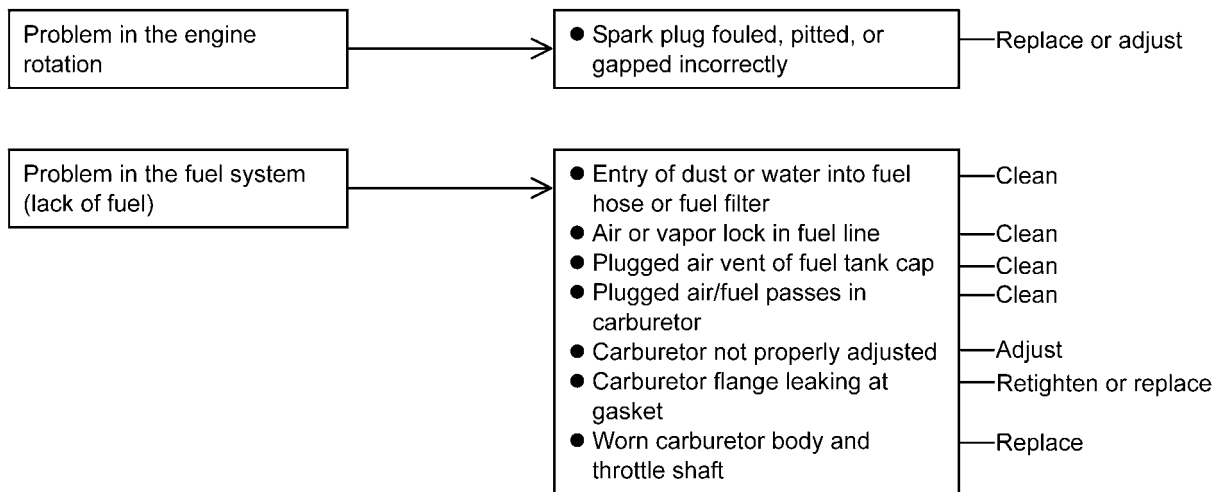 Problem in the engine
rotation
● Spark plug fouled, pitted, or
gapped incorrectly
Replace or adjust
Problem in the fuel system
(lack of fuel)
● Entry of dust or water into fuel
hose or fuel filter
Clean
● Air or vapor lock in fuel line
Clean
● Plugged air vent of fuel tank cap
Clean
● Plugged air/fuel passes in
carburetor
Clean
● Carburetor not properly adjusted
Adjust
● Carburetor flange leaking at
gasket
Retighten or replace
● Worn carburetor body and
throttle shaft
Replace